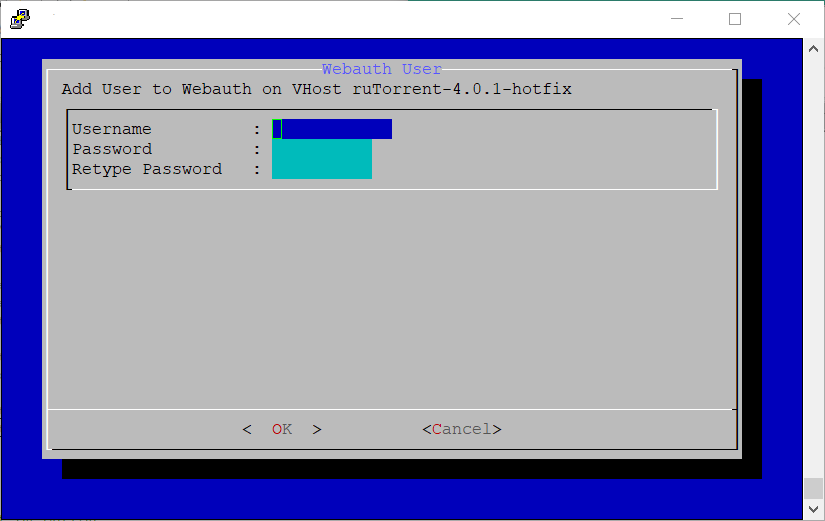 Webauth User
Add User to Webauth on VHost ruTorrent-4.0.1-hotfix
Username :
Password :
Retype Password :
< OK > <Cancel>